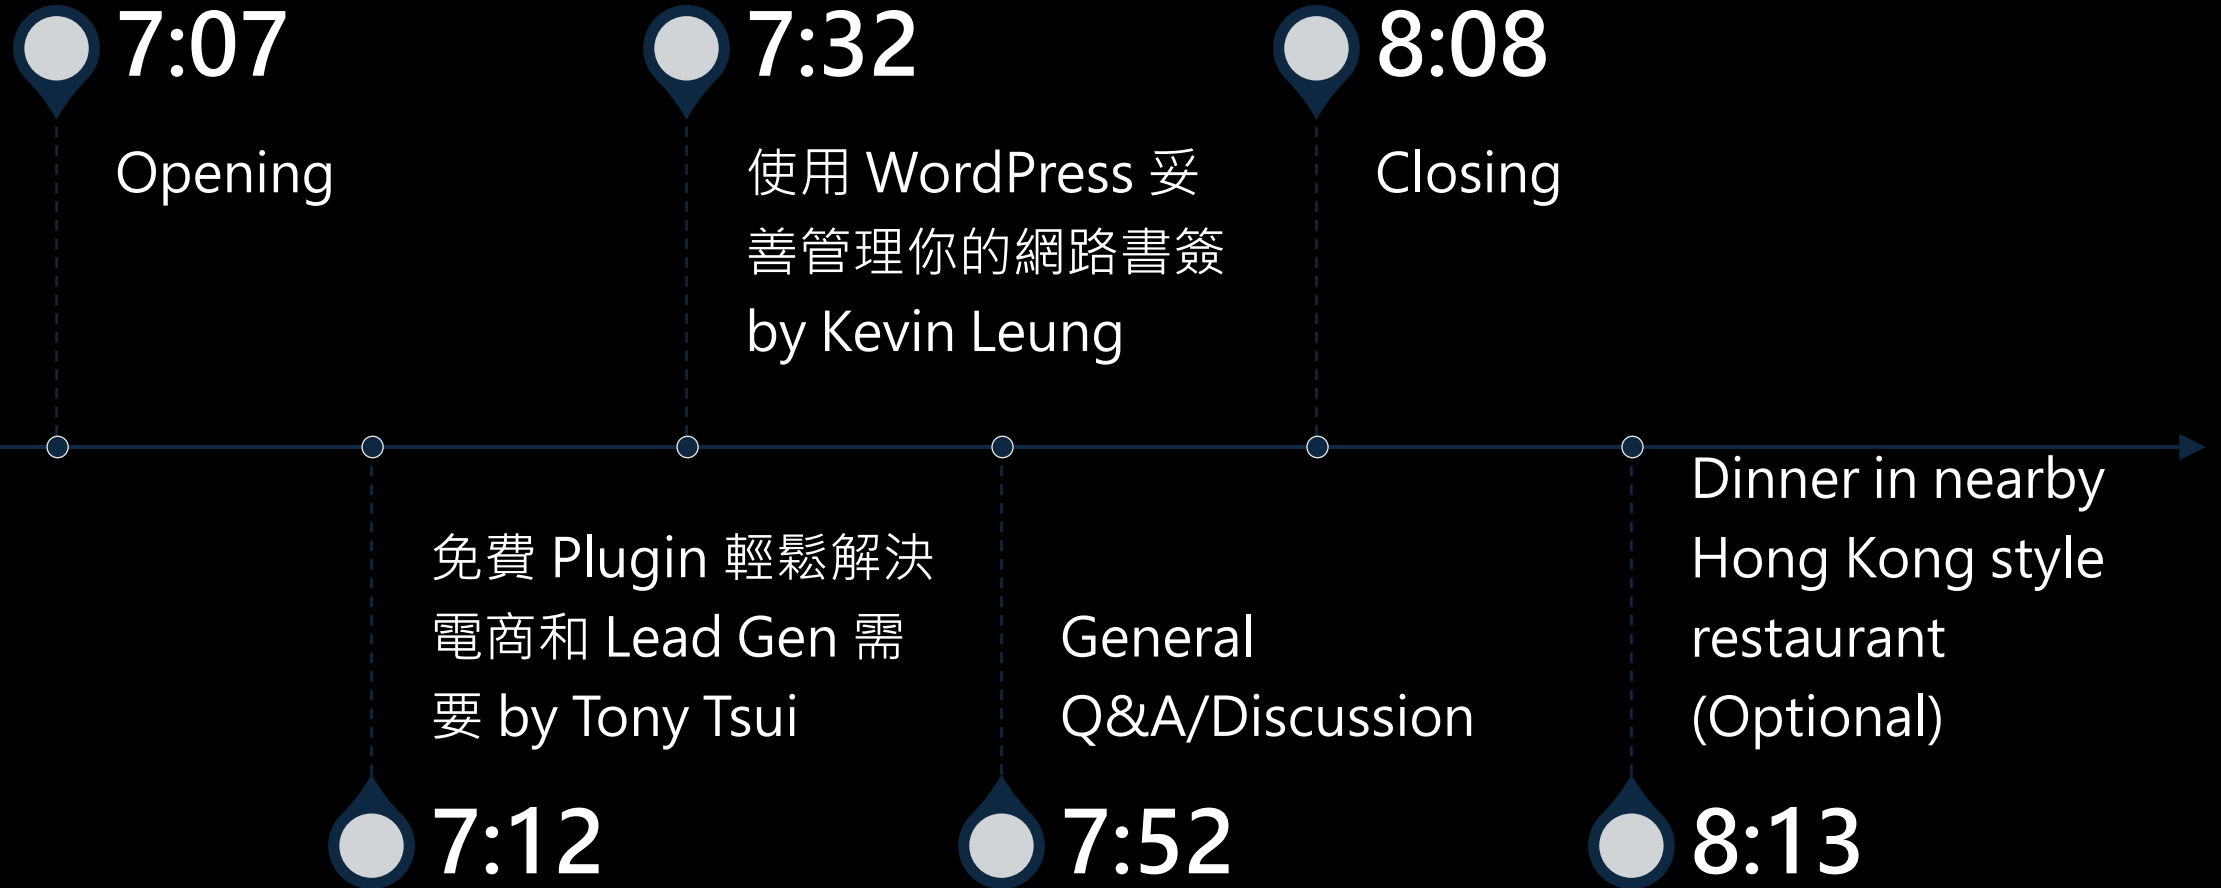 7:07
Opening
免費 Plugin 輕鬆解決
電商和 Lead Gen 需
要 by Tony Tsui
7:12
7:32
使用 WordPress 妥
善管理你的網路書簽
by Kevin Leung
General
Q&A/Discussion
7:52
8:08
Closing
Dinner in nearby
Hong Kong style
restaurant
(Optional)
8:13